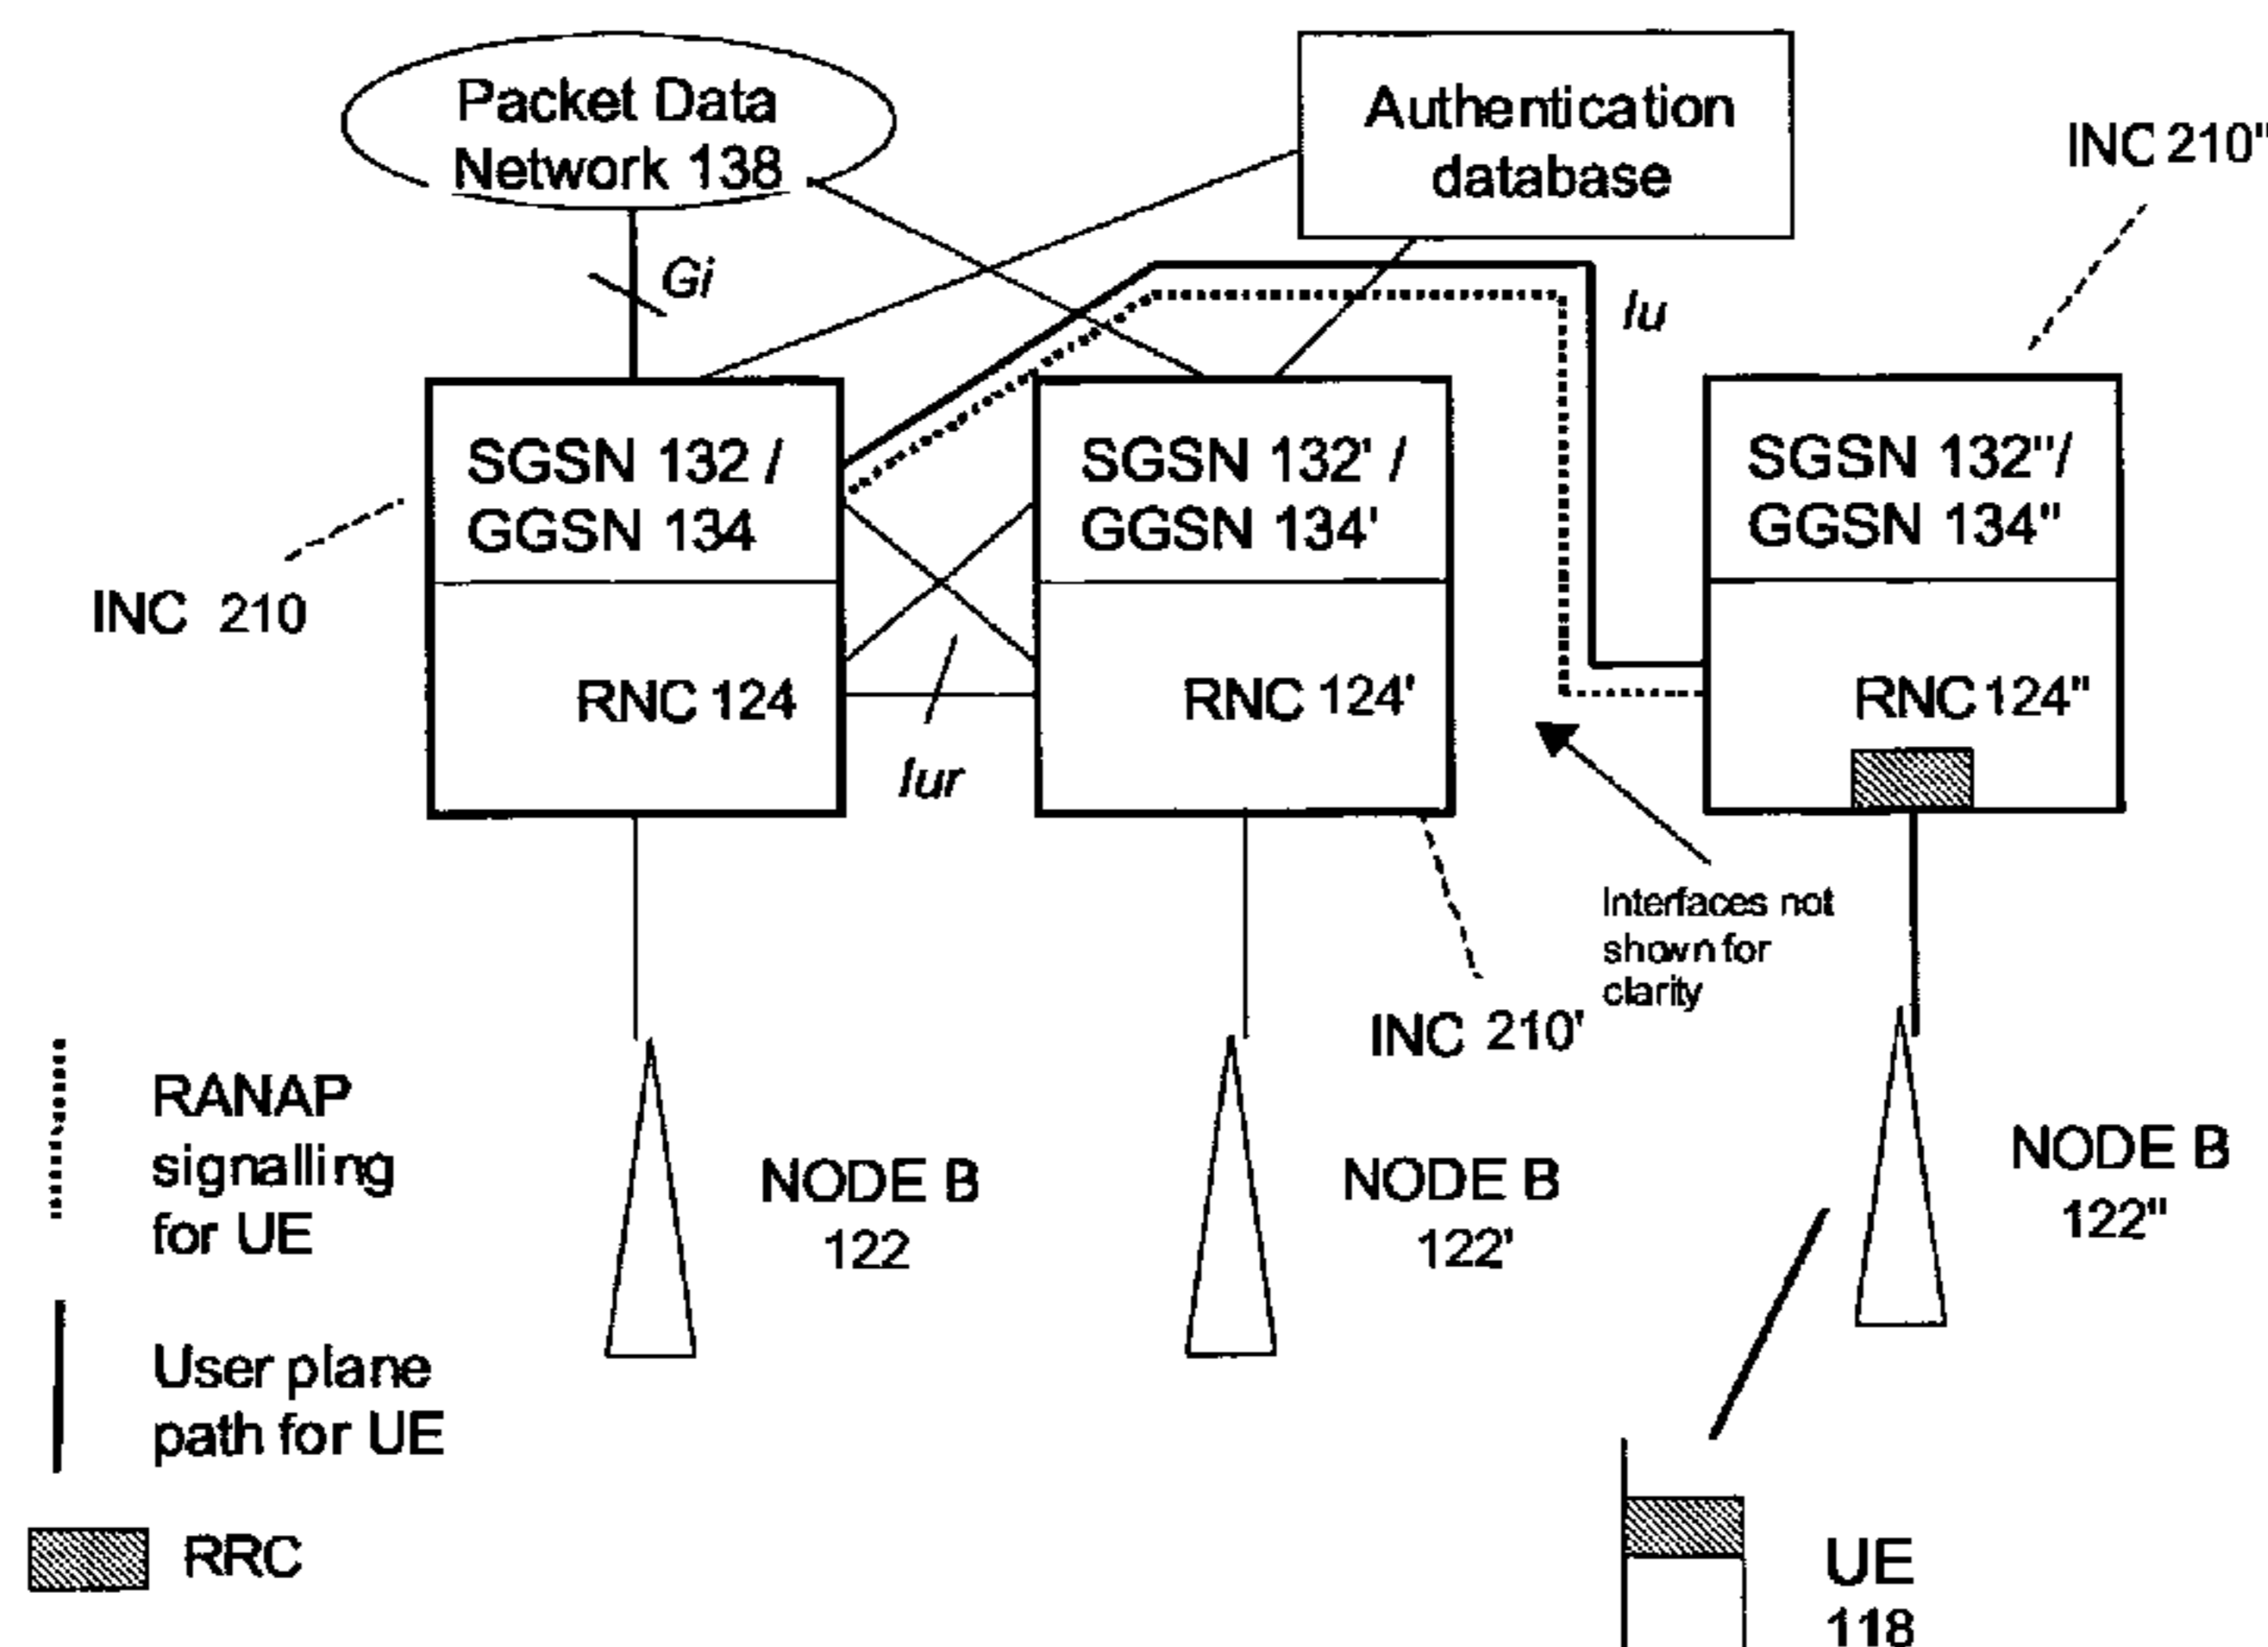 Packet Data
Network 138
Authentication
database
INC 210"
Gi
Iu
SGSN 132 /
GGSN 134
SGSN 132' /
GGSN 134'
SGSN 132"/
GGSN 134"
INC 210
RNC 124
RNC 124'
RNC 124"
Iur
Interfaces not
shown for
clarity
INC 210'
RANAP
signalling
for UE
NODE B
122
NODE B
122'
NODE B
122"
User plane
path for UE
RRC
UE
118